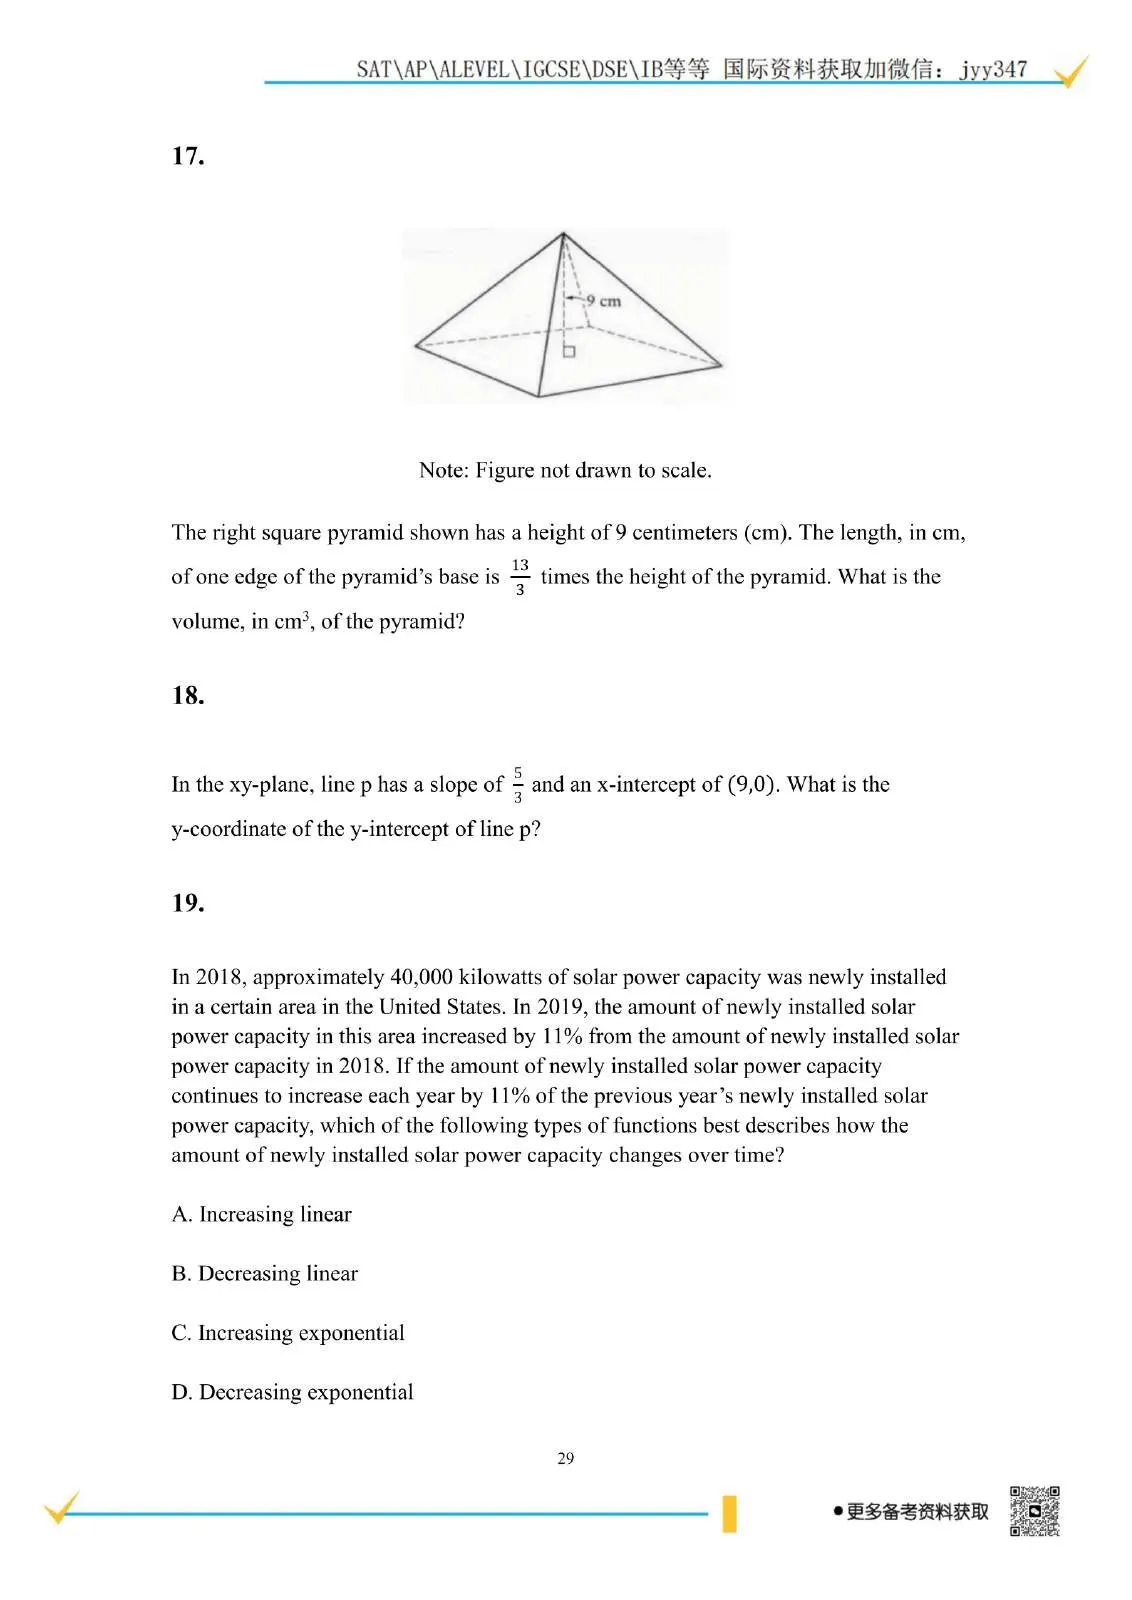 SAT\AP\ALEVEL\IGCSE\DSE\IB等等 国际资料获取加微信：jyy347
17.
9 cm
Note: Figure not drawn to scale.
The right square pyramid shown has a height of 9 centimeters (cm). The length, in cm,
of one edge of the pyramid's base is 13/3 times the height of the pyramid. What is the
volume, in cm³, of the pyramid?
18.
In the xy-plane, line p has a slope of 5/3 and an x-intercept of (9,0). What is the
y-coordinate of the y-intercept of line p?
19.
In 2018, approximately 40,000 kilowatts of solar power capacity was newly installed
in a certain area in the United States. In 2019, the amount of newly installed solar
power capacity in this area increased by 11% from the amount of newly installed solar
power capacity in 2018. If the amount of newly installed solar power capacity
continues to increase each year by 11% of the previous year's newly installed solar
power capacity, which of the following types of functions best describes how the
amount of newly installed solar power capacity changes over time?
A. Increasing linear
B. Decreasing linear
C. Increasing exponential
D. Decreasing exponential
29
●更多备考资料获取